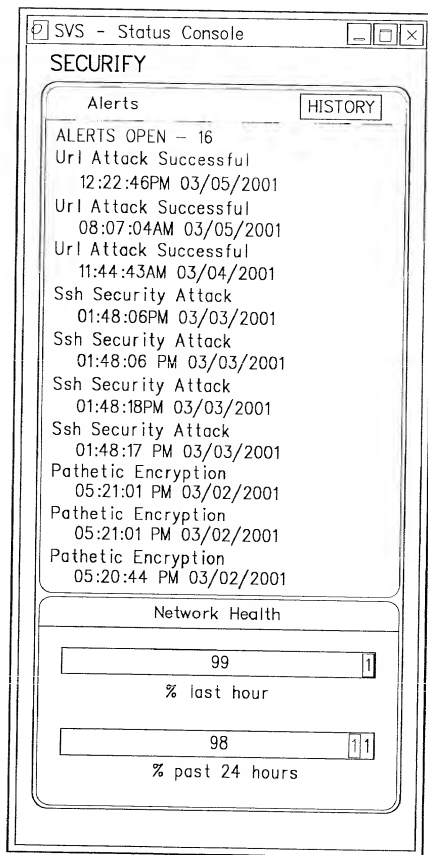 SVS - Status Console
SECURIFY
Alerts HISTORY
ALERTS OPEN - 16
Url Attack Successful
12:22:46PM 03/05/2001
Url Attack Successful
08:07:04AM 03/05/2001
Url Attack Successful
11:44:43AM 03/04/2001
Ssh Security Attack
01:48:06PM 03/03/2001
Ssh Security Attack
01:48:06 PM 03/03/2001
Ssh Security Attack
01:48:18PM 03/03/2001
Ssh Security Attack
01:48:17 PM 03/03/2001
Pathetic Encryption
05:21:01 PM 03/02/2001
Pathetic Encryption
05:21:01 PM 03/02/2001
Pathetic Encryption
05:20:44 PM 03/02/2001
Network Health
99 1
% last hour
98 1 1
% past 24 hours